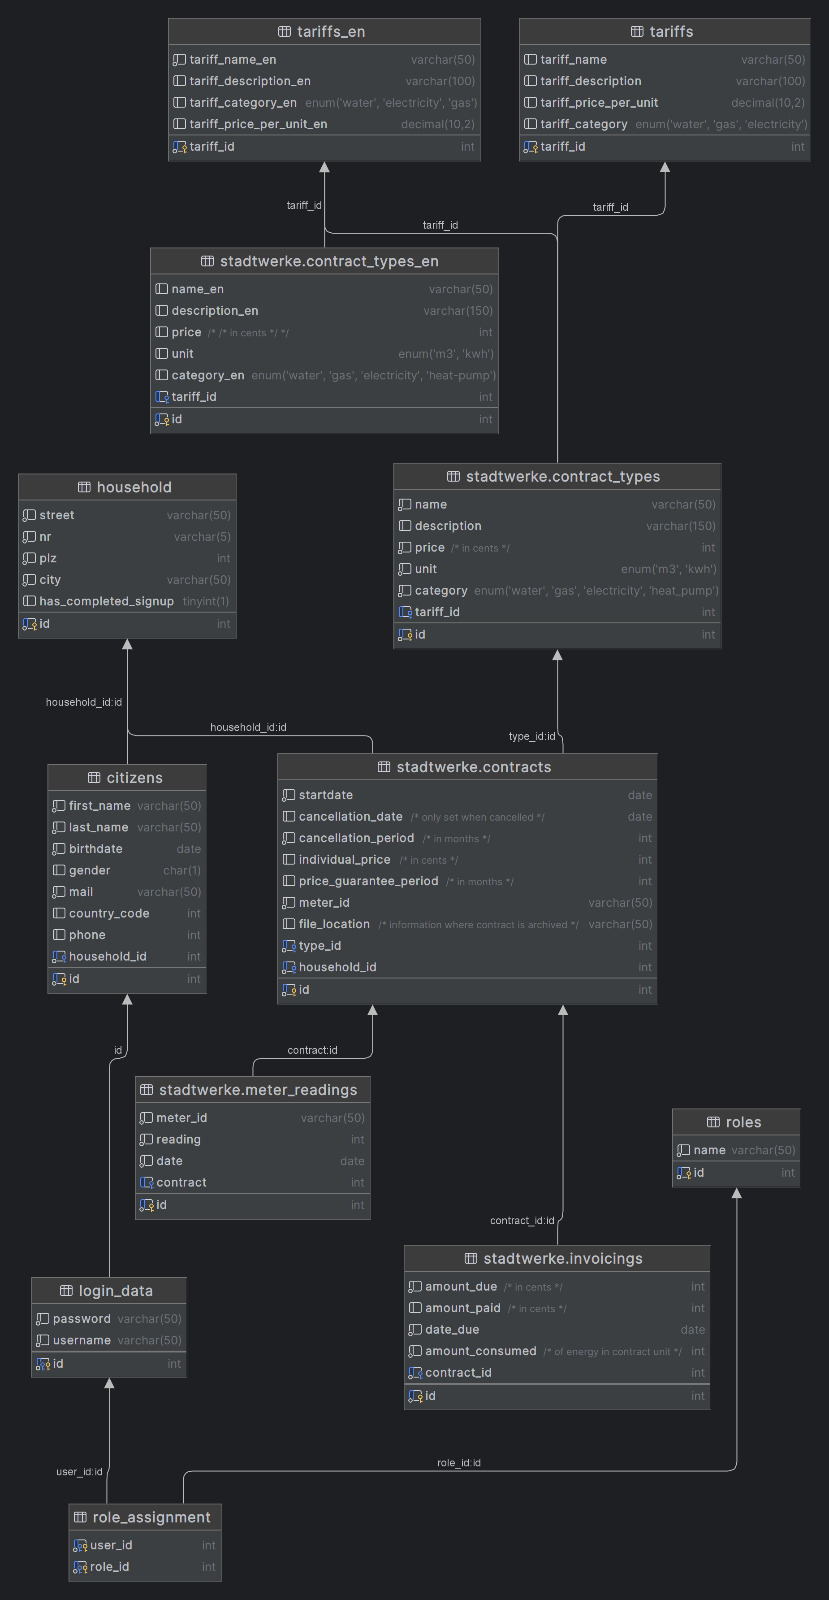 tariffs_en
tariff_name_en varchar(50)
tariff_description_en varchar(100)
tariff_category_en enum('water', 'electricity', 'gas')
tariff_price_per_unit_en decimal(10,2)
tariff_id int
tariffs
tariff_name varchar(50)
tariff_description varchar(100)
tariff_price_per_unit decimal(10,2)
tariff_category enum('water', 'gas', 'electricity')
tariff_id int
tariff_id
tariff_id
tariff_id
stadtwerke.contract_types_en
name_en varchar(50)
description_en varchar(150)
price /* /* in cents */ */ int
unit enum('m3', 'kwh')
category_en enum('water', 'gas', 'electricity', 'heat-pump')
tariff_id int
id int
household
street varchar(50)
nr varchar(5)
plz int
city varchar(50)
has_completed_signup tinyint(1)
id int
stadtwerke.contract_types
name varchar(50)
description varchar(150)
price /* in cents */ int
unit enum('m3', 'kwh')
category enum('water', 'gas', 'electricity', 'heat_pump')
tariff_id int
id int
household_id:id
household_id:id
type_id:id
citizens
first_name varchar(50)
last_name varchar(50)
birthdate date
gender char(1)
mail varchar(50)
country_code int
phone int
household_id int
id int
stadtwerke.contracts
startdate date
cancellation_date /* only set when cancelled */ date
cancellation_period /* in months */ int
individual_price /* in cents */ int
price_guarantee_period /* in months */ int
meter_id varchar(50)
file_location /* information where contract is archived */ varchar(50)
type_id int
household_id int
id int
id
contract:id
stadtwerke.meter_readings
meter_id varchar(50)
reading int
date date
contract int
id int
roles
name varchar(50)
id int
contract_id:id
stadtwerke.invoicings
amount_due /* in cents */ int
amount_paid /* in cents */ int
date_due date
amount_consumed /* of energy in contract unit */ int
contract_id int
id int
login_data
password varchar(50)
username varchar(50)
id int
user_id:id
role_id:id
role_assignment
user_id int
role_id int